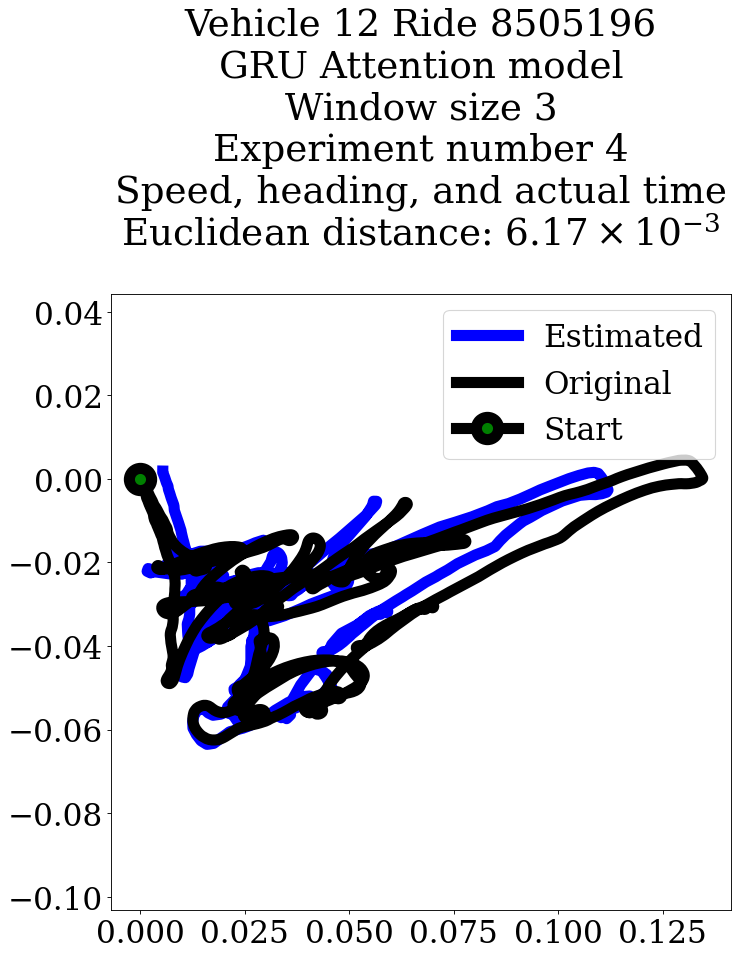 Vehicle 12 Ride 8505196
GRU Attention model
Window size 3
Experiment number 4
Speed, heading, and actual time
Euclidean distance: 6.17 × 10⁻³
Estimated
Original
Start
0.04
0.02
0.00
−0.02
−0.04
−0.06
−0.08
−0.10
0.000 0.025 0.050 0.075 0.100 0.125